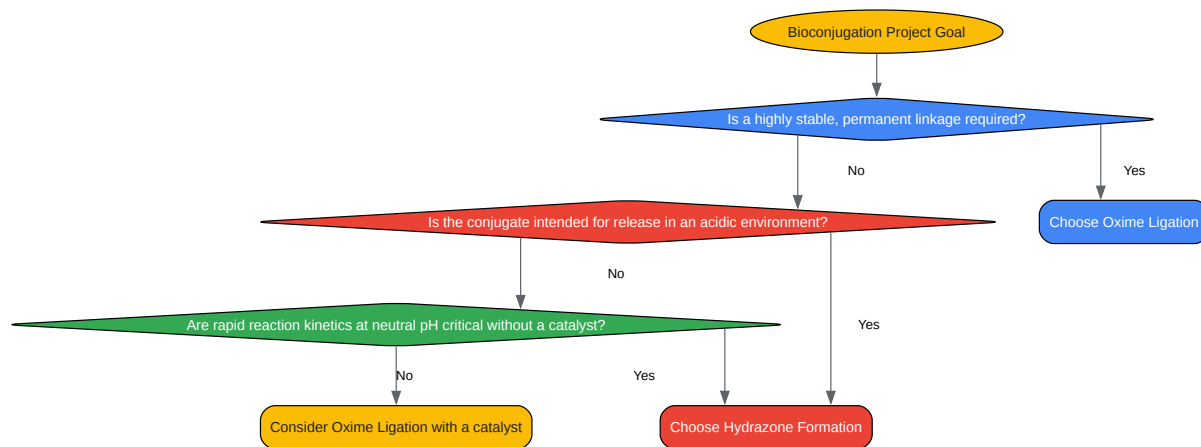 Bioconjugation Project Goal
Is a highly stable, permanent linkage required?
No
Yes
Is the conjugate intended for release in an acidic environment?
Choose Oxime Ligation
No
Are rapid reaction kinetics at neutral pH critical without a catalyst?
Yes
No
Yes
Consider Oxime Ligation with a catalyst
Choose Hydrazone Formation